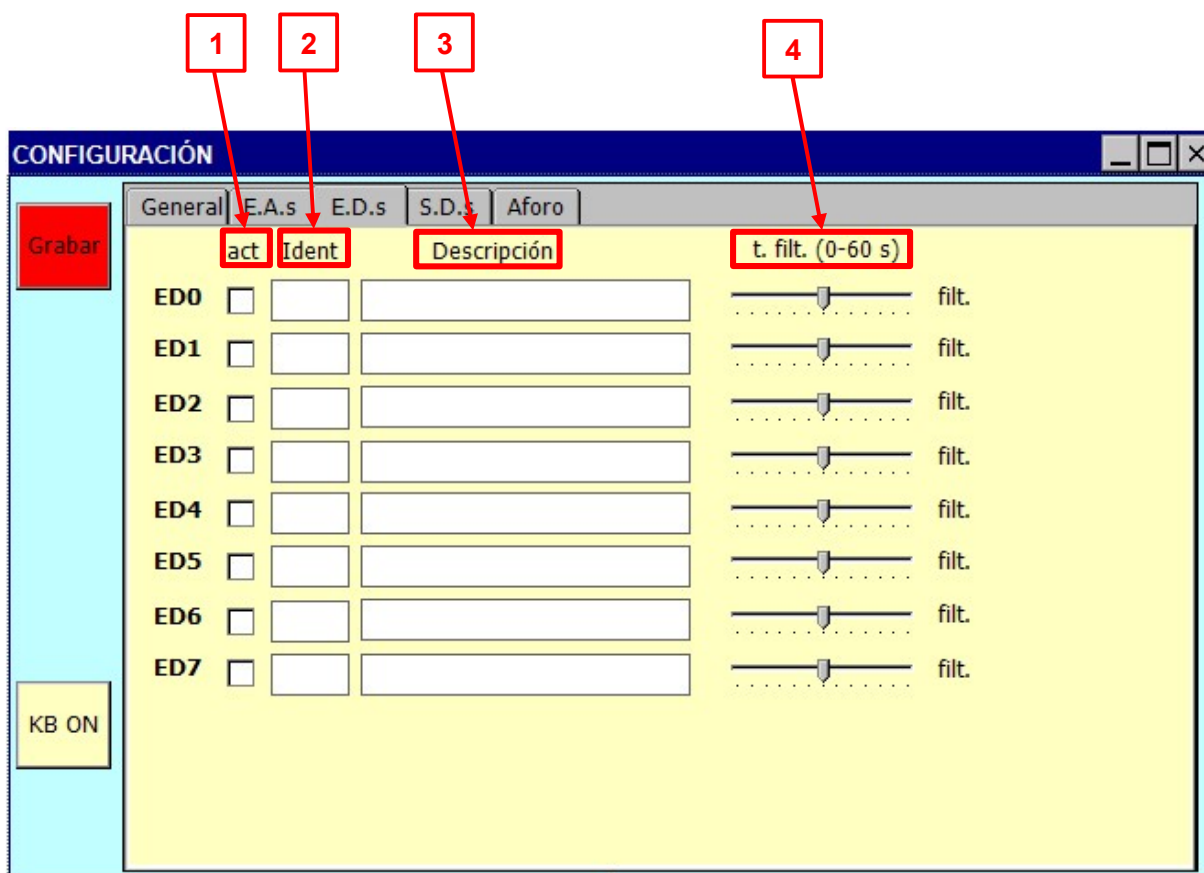 1 2 3 4
CONFIGURACIÓN
General E.A.s E.D.s S.D.s Aforo
Grabar
act Ident Descripción t. filt. (0-60 s)
ED0 filt.
ED1 filt.
ED2 filt.
ED3 filt.
ED4 filt.
ED5 filt.
ED6 filt.
ED7 filt.
KB ON